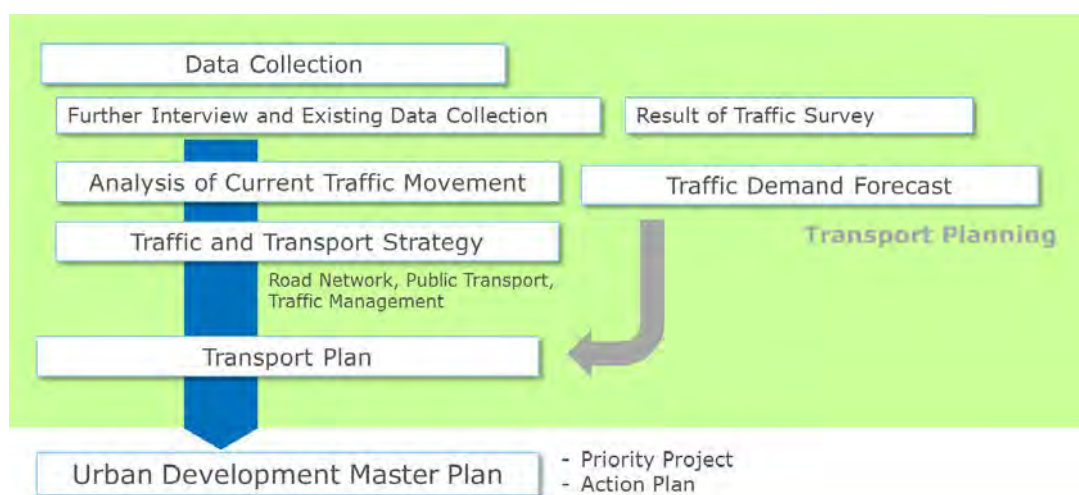 Data Collection
Further Interview and Existing Data Collection
Result of Traffic Survey
Analysis of Current Traffic Movement
Traffic Demand Forecast
Traffic and Transport Strategy
Transport Planning
Road Network, Public Transport,
Traffic Management
Transport Plan
Urban Development Master Plan
- Priority Project
- Action Plan